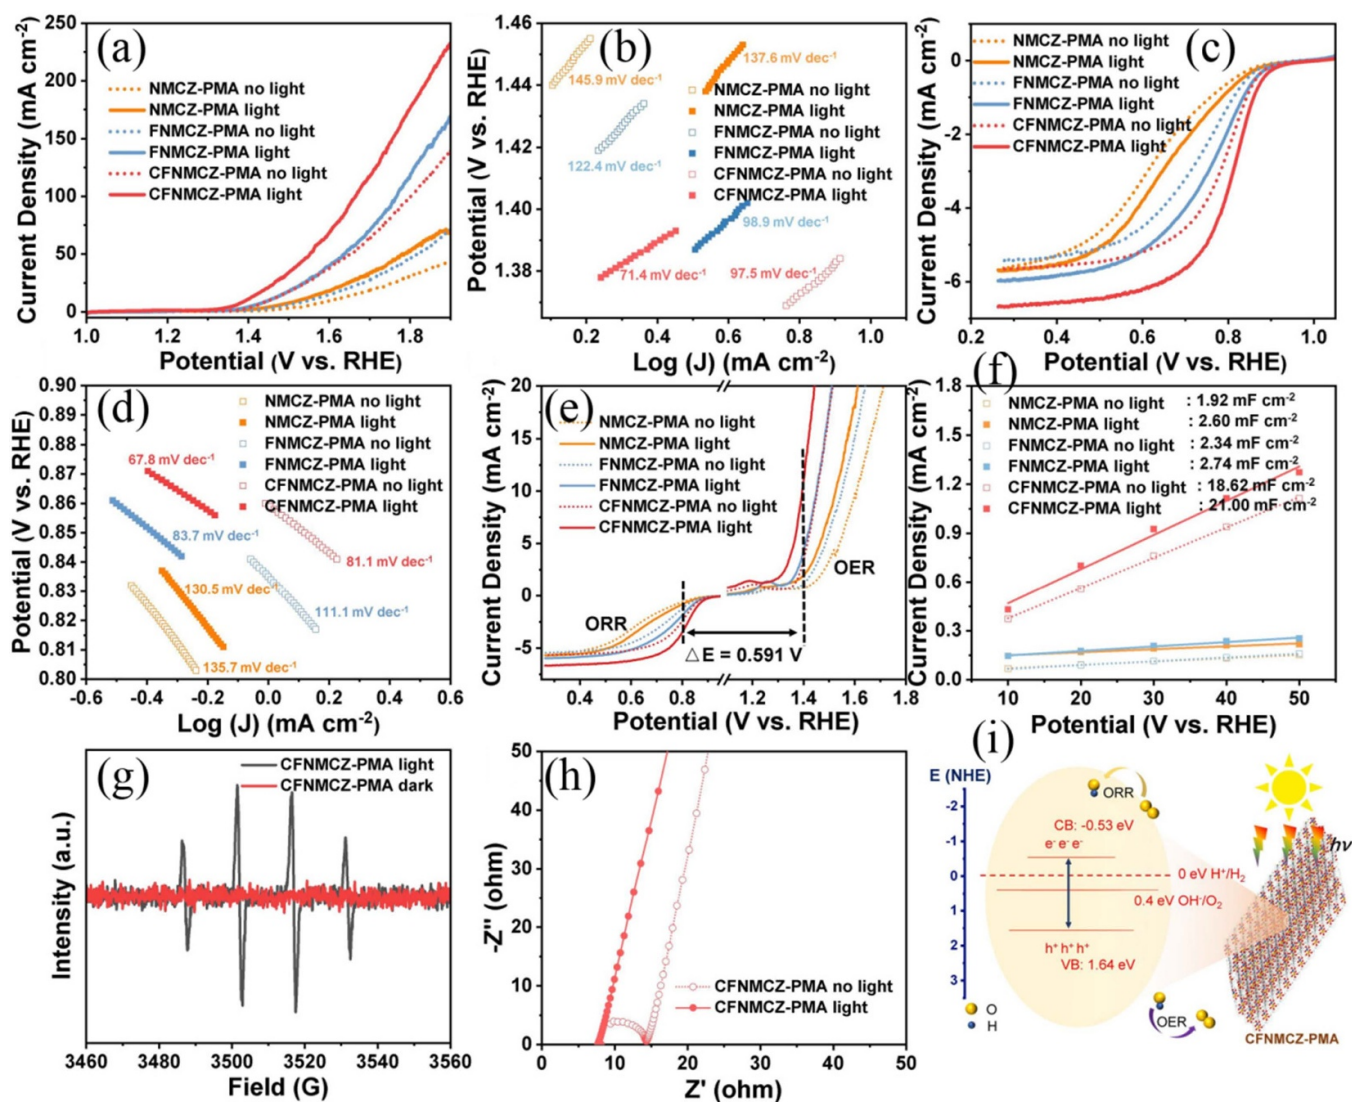 (a)
Current Density (mA cm-2)
250
200
150
100
50
0
NMCZ-PMA no light
NMCZ-PMA light
FNMCZ-PMA no light
FNMCZ-PMA light
CFNMCZ-PMA no light
CFNMCZ-PMA light
1.0 1.2 1.4 1.6 1.8
Potential (V vs. RHE)
(b)
Potential (V vs. RHE)
1.46
1.44
1.42
1.40
1.38
145.9 mV dec-1
137.6 mV dec-1
122.4 mV dec-1
98.9 mV dec-1
71.4 mV dec-1
97.5 mV dec-1
NMCZ-PMA no light
NMCZ-PMA light
FNMCZ-PMA no light
FNMCZ-PMA light
CFNMCZ-PMA no light
CFNMCZ-PMA light
0.2 0.4 0.6 0.8 1.0
Log (J) (mA cm-2)
(c)
Current Density (mA cm-2)
0
-2
-4
-6
NMCZ-PMA no light
NMCZ-PMA light
FNMCZ-PMA no light
FNMCZ-PMA light
CFNMCZ-PMA no light
CFNMCZ-PMA light
0.2 0.4 0.6 0.8 1.0
Potential (V vs. RHE)
(d)
Potential (V vs. RHE)
0.90
0.89
0.88
0.87
0.86
0.85
0.84
0.83
0.82
0.81
0.80
NMCZ-PMA no light
NMCZ-PMA light
FNMCZ-PMA no light
FNMCZ-PMA light
CFNMCZ-PMA no light
CFNMCZ-PMA light
67.8 mV dec-1
83.7 mV dec-1
81.1 mV dec-1
130.5 mV dec-1
111.1 mV dec-1
135.7 mV dec-1
-0.6 -0.4 -0.2 0.0 0.2 0.4 0.6
Log (J) (mA cm-2)
(e)
Current Density (mA cm-2)
20
15
10
5
0
-5
NMCZ-PMA no light
NMCZ-PMA light
FNMCZ-PMA no light
FNMCZ-PMA light
CFNMCZ-PMA no light
CFNMCZ-PMA light
OER
ORR
△E = 0.591 V
0.4 0.6 0.8 1.2 1.4 1.6 1.8
Potential (V vs. RHE)
(f)
Current Density (mA cm-2)
1.8
1.5
1.2
0.9
0.6
0.3
0.0
NMCZ-PMA no light : 1.92 mF cm-2
NMCZ-PMA light : 2.60 mF cm-2
FNMCZ-PMA no light : 2.34 mF cm-2
FNMCZ-PMA light : 2.74 mF cm-2
CFNMCZ-PMA no light : 18.62 mF cm-2
CFNMCZ-PMA light : 21.00 mF cm-2
10 20 30 40 50
Potential (V vs. RHE)
(g)
Intensity (a.u.)
CFNMCZ-PMA light
CFNMCZ-PMA dark
3460 3480 3500 3520 3540 3560
Field (G)
(h)
-Z'' (ohm)
50
40
30
20
10
0
CFNMCZ-PMA no light
CFNMCZ-PMA light
0 10 20 30 40 50
Z' (ohm)
(i)
E (NHE)
-2
-1
0
1
2
3
ORR
CB: -0.53 eV
e- e- e-
0 eV H+/H2
0.4 eV OH-/O2
h+ h+ h+
VB: 1.64 eV
OER
hν
O
H
CFNMCZ-PMA